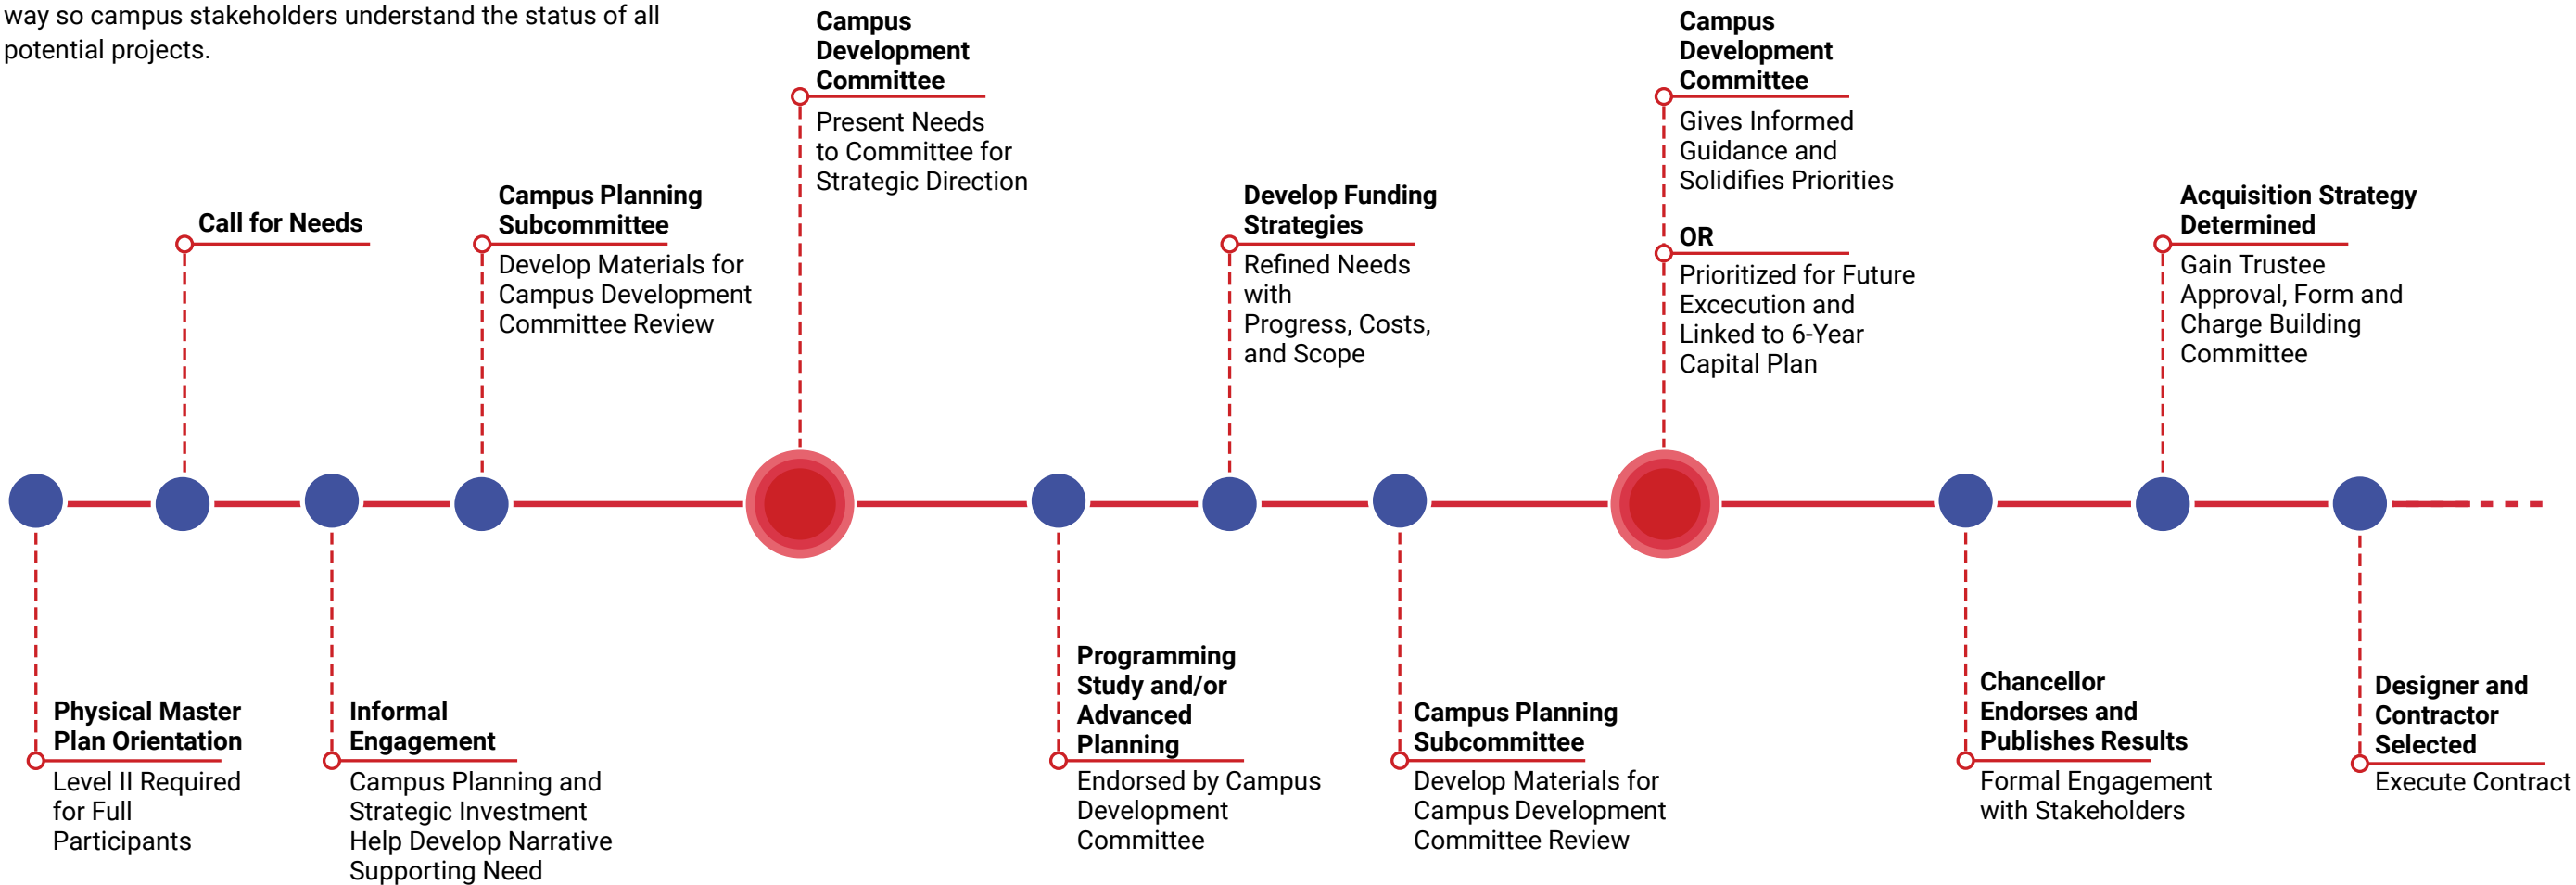 way so campus stakeholders understand the status of all
potential projects.
Physical Master
Plan Orientation
Level II Required
for Full
Participants
Call for Needs
Informal
Engagement
Campus Planning and
Strategic Investment
Help Develop Narrative
Supporting Need
Campus Planning
Subcommittee
Develop Materials for
Campus Development
Committee Review
Campus
Development
Committee
Present Needs
to Committee for
Strategic Direction
Programming
Study and/or
Advanced
Planning
Endorsed by Campus
Development
Committee
Develop Funding
Strategies
Refined Needs
with
Progress, Costs,
and Scope
Campus Planning
Subcommittee
Develop Materials for
Campus Development
Committee Review
Campus
Development
Committee
Gives Informed
Guidance and
Solidifies Priorities
OR
Prioritized for Future
Excecution and
Linked to 6-Year
Capital Plan
Chancellor
Endorses and
Publishes Results
Formal Engagement
with Stakeholders
Acquisition Strategy
Determined
Gain Trustee
Approval, Form and
Charge Building
Committee
Designer and
Contractor
Selected
Execute Contract